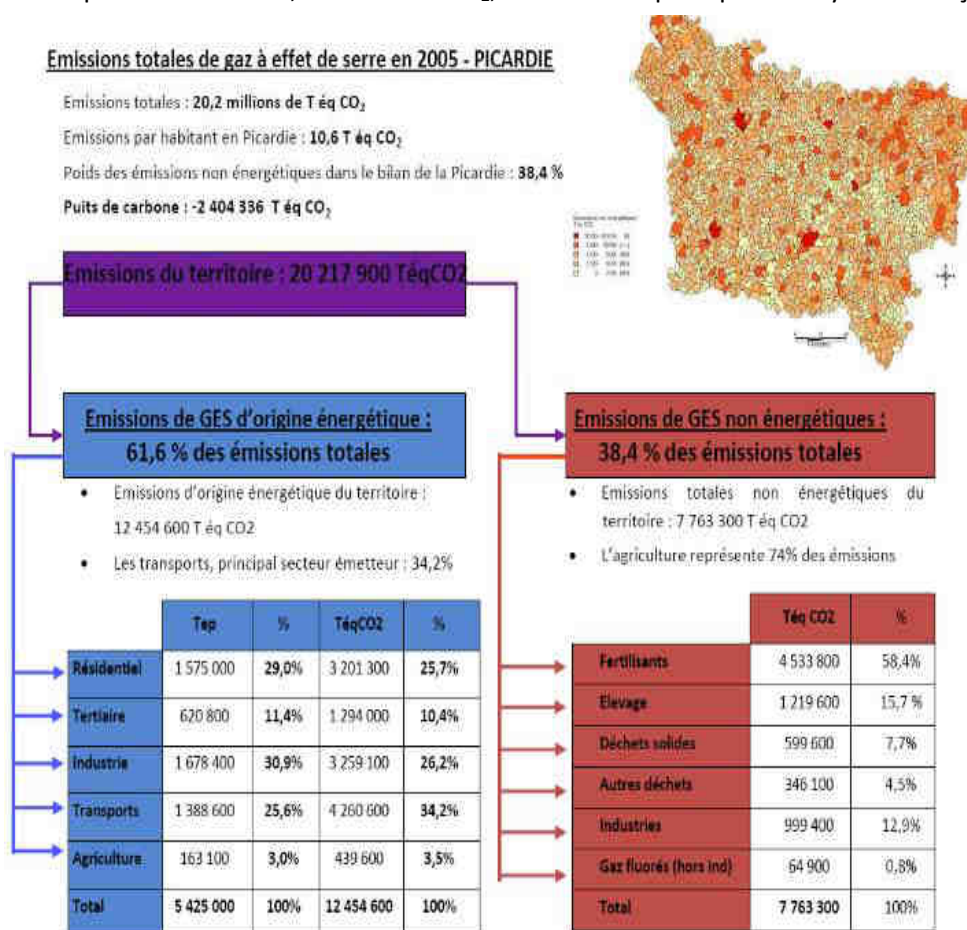 Emissions totales de gaz à effet de serre en 2005 - PICARDIE
Emissions totales : 20,2 millions de T éq CO2
Emissions par habitant en Picardie : 10,6 T éq CO2
Poids des émissions non énergétiques dans le bilan de la Picardie : 38,4 %
Puits de carbone : -2 404 336 T éq CO2
Emissions du territoire : 20 217 900 TéqCO2
Emissions de GES d'origine énergétique :
61,6 % des émissions totales
• Emissions d'origine énergétique du territoire :
12 454 600 T éq CO2
• Les transports, principal secteur émetteur : 34,2%
Tep % TéqCO2 %
Résidentiel 1 575 000 29,0% 3 201 300 25,7%
Tertiaire 620 800 11,4% 1 294 000 10,4%
Industrie 1 678 400 30,9% 3 259 100 26,2%
Transports 1 388 600 25,6% 4 260 600 34,2%
Agriculture 163 100 3,0% 439 600 3,5%
Total 5 425 000 100% 12 454 600 100%
Emissions de GES non énergétiques :
38,4 % des émissions totales
• Emissions totales non énergétiques du
territoire : 7 763 300 T éq CO2
• L'agriculture représente 74% des émissions
Téq CO2 %
Fertilisants 4 533 800 58,4%
Elevage 1 219 600 15,7 %
Déchets solides 599 600 7,7%
Autres déchets 346 100 4,5%
Industries 999 400 12,9%
Gaz fluorés (hors ind) 64 900 0,8%
Total 7 763 300 100%